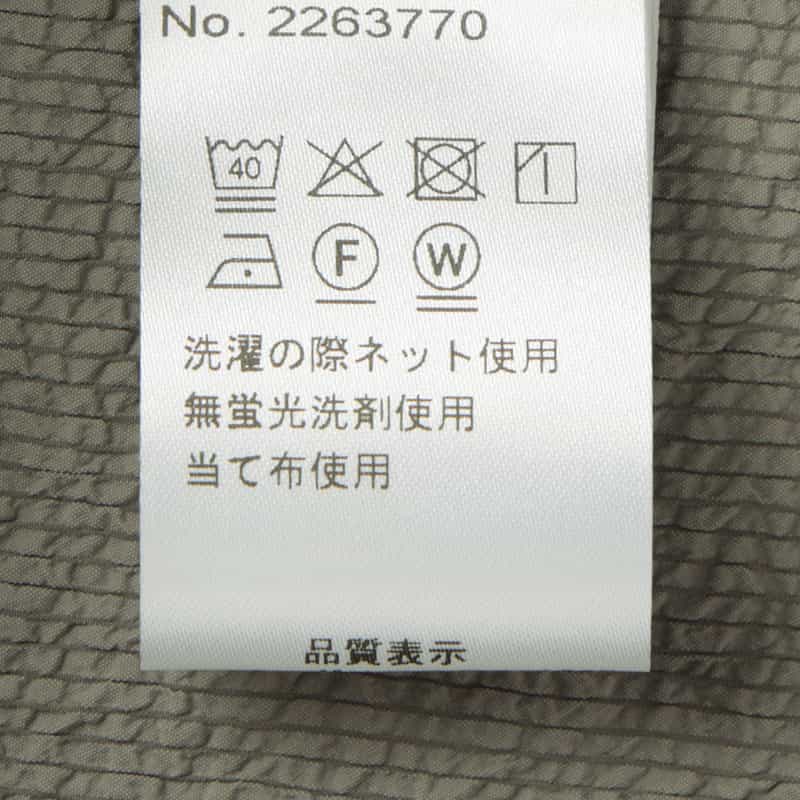 No. 2263770
40
F W
洗濯の際ネット使用
無蛍光洗剤使用
当て布使用
品質表示